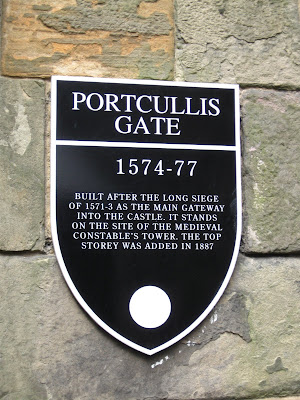 PORTCULLIS
GATE
1574-77
BUILT AFTER THE LONG SIEGE
OF 1571-3 AS THE MAIN GATEWAY
INTO THE CASTLE. IT STANDS
ON THE SITE OF THE MEDIEVAL
CONSTABLE'S TOWER. THE TOP
STOREY WAS ADDED IN 1887